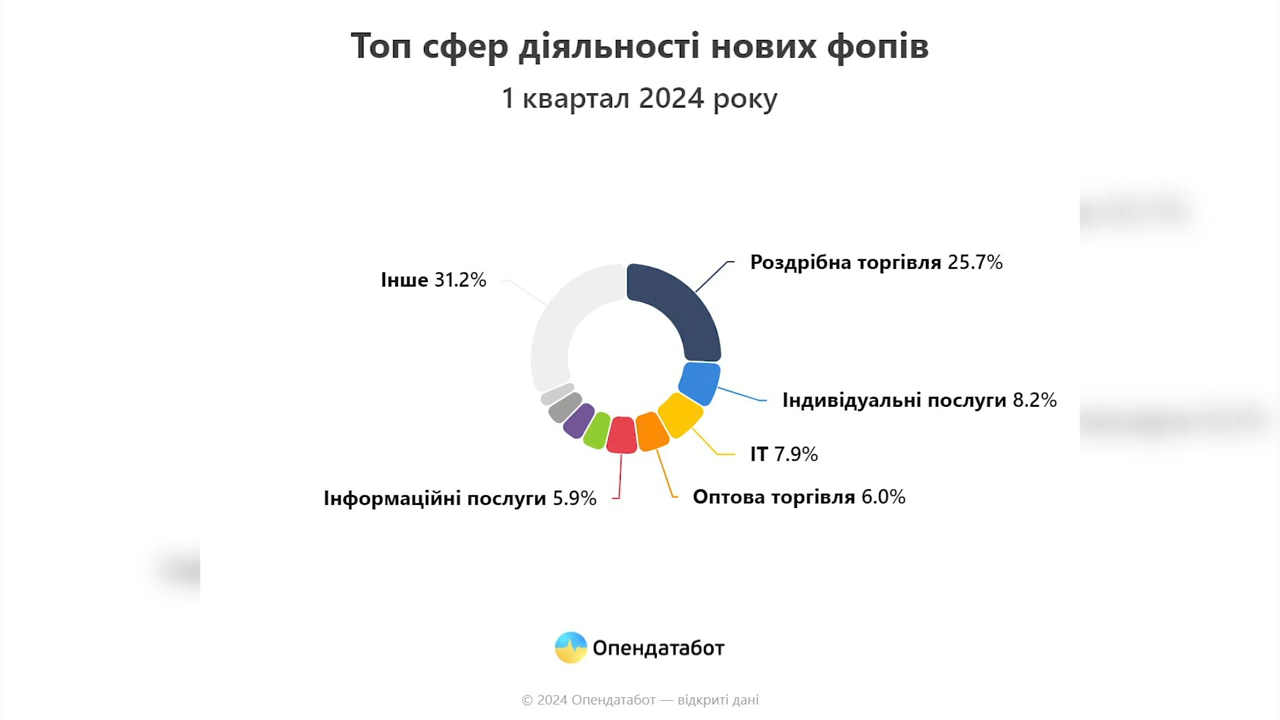 Топ сфер діяльності нових фопів
1 квартал 2024 року
Роздрібна торгівля 25.7%
Інше 31.2%
Індивідуальні послуги 8.2%
ІТ 7.9%
Оптова торгівля 6.0%
Інформаційні послуги 5.9%
Опендатабот
© 2024 Опендатабот — відкриті дані